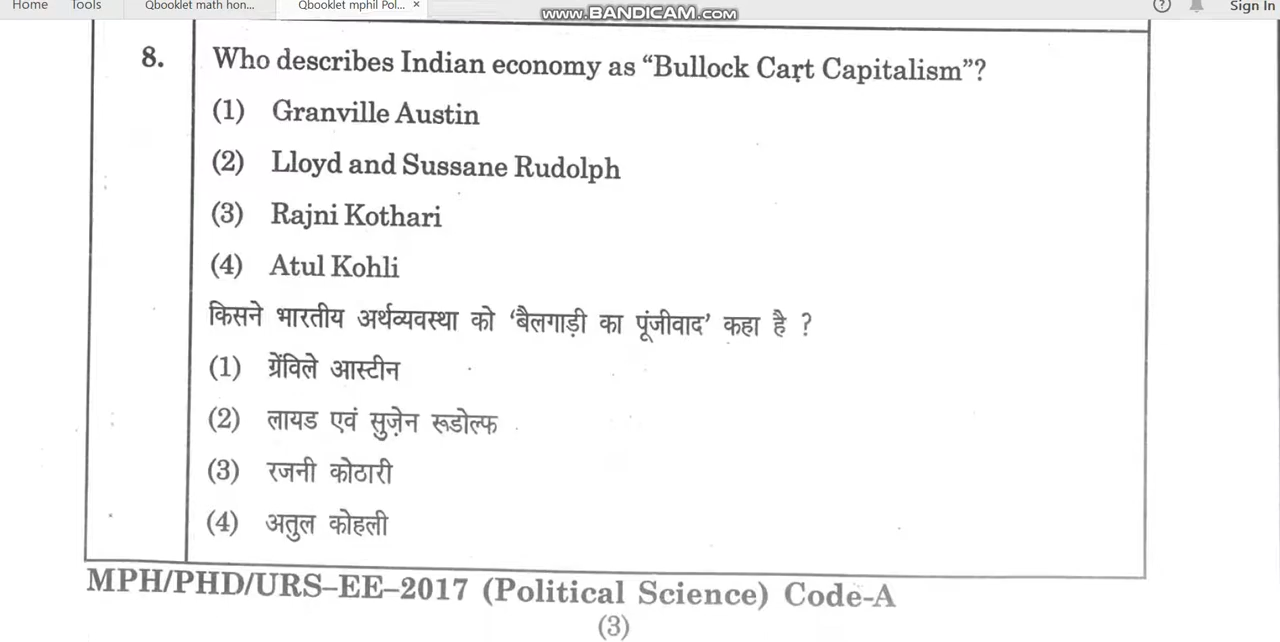 Home Tools Qbooklet math hon... Qbooklet mphil Pol... × Sign In
www.BANDICAM.com
8. Who describes Indian economy as “Bullock Cart Capitalism”?
(1) Granville Austin
(2) Lloyd and Sussane Rudolph
(3) Rajni Kothari
(4) Atul Kohli
किसने भारतीय अर्थव्यवस्था को ‘बैलगाड़ी का पूंजीवाद’ कहा है ?
(1) ग्रेंविले आस्टीन
(2) लायड एवं सुज़ेन रूडोल्फ
(3) रजनी कोठारी
(4) अतुल कोहली
MPH/PHD/URS–EE–2017 (Political Science) Code-A
(3)